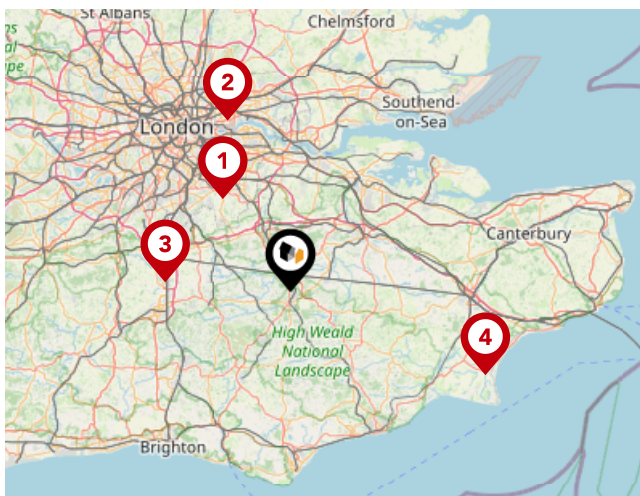 St Albans
Chelmsford
2
Southend-
on-Sea
London
1
Canterbury
3
High Weald
National
Landscape
4
Brighton